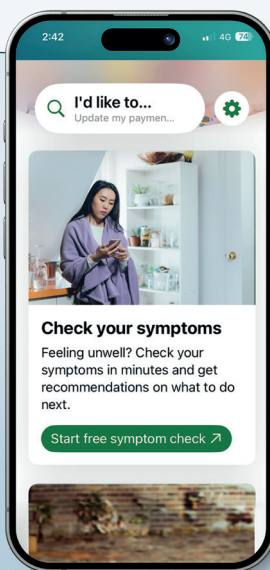 2:42
4G 74
I'd like to...
Update my paymen...
Check your symptoms
Feeling unwell? Check your
symptoms in minutes and get
recommendations on what to do
next.
Start free symptom check ↗